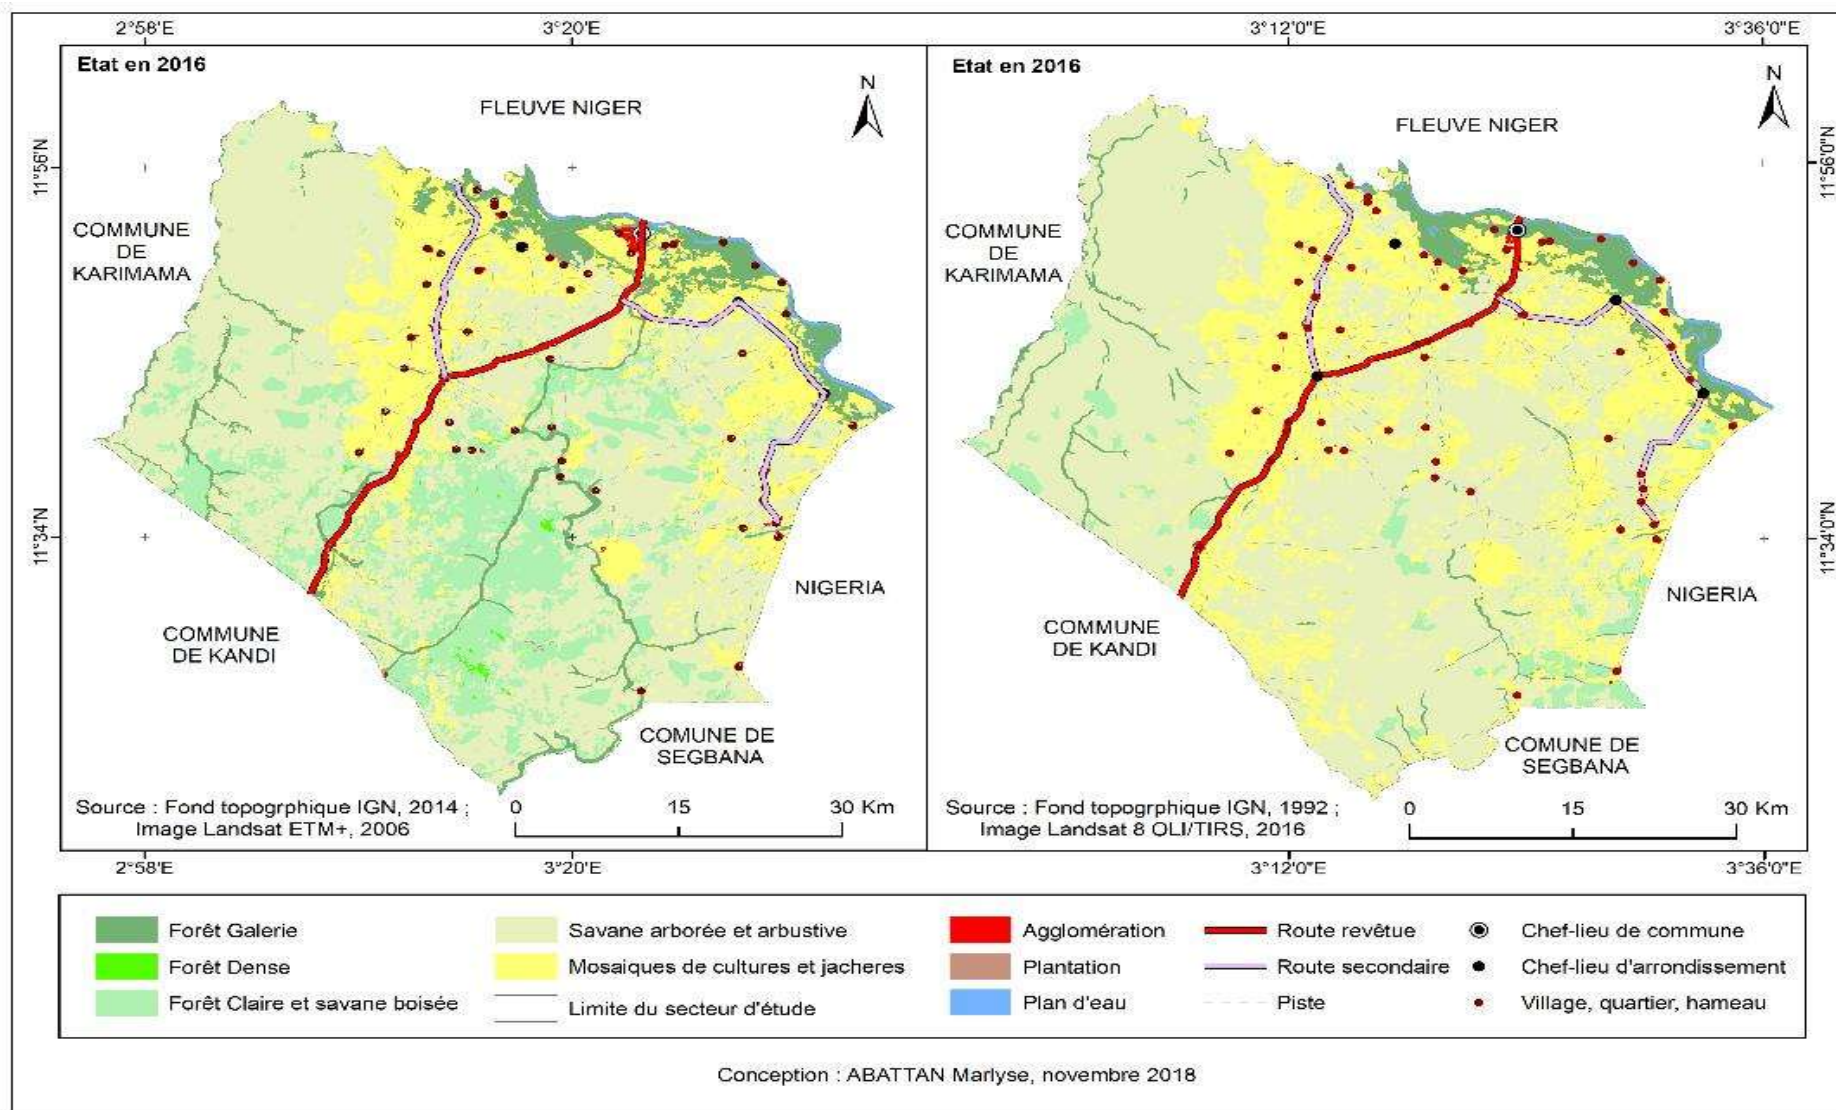 2°58'E
3°20'E
3°12'0"E
3°36'0"E
Etat en 2016
N
FLEUVE NIGER
11°56'N
COMMUNE
DE
KARIMAMA
11°34'N
NIGERIA
COMMUNE
DE KANDI
COMUNE DE
SEGBANA
Source : Fond topogrphique IGN, 2014 ;
Image Landsat ETM+, 2006
0 15 30 Km
Etat en 2016
N
FLEUVE NIGER
11°56'0"N
COMMUNE
DE
KARIMAMA
11°34'0"N
NIGERIA
COMMUNE
DE KANDI
COMUNE DE
SEGBANA
Source : Fond topogrphique IGN, 1992 ;
Image Landsat 8 OLI/TIRS, 2016
0 15 30 Km
2°58'E
3°20'E
3°12'0"E
3°36'0"E
Forêt Galerie
Forêt Dense
Forêt Claire et savane boisée
Savane arborée et arbustive
Mosaiques de cultures et jacheres
Limite du secteur d'étude
Agglomération
Plantation
Plan d'eau
Route revêtue
Route secondaire
Piste
Chef-lieu de commune
Chef-lieu d'arrondissement
Village, quartier, hameau
Conception : ABATTAN Marlyse, novembre 2018